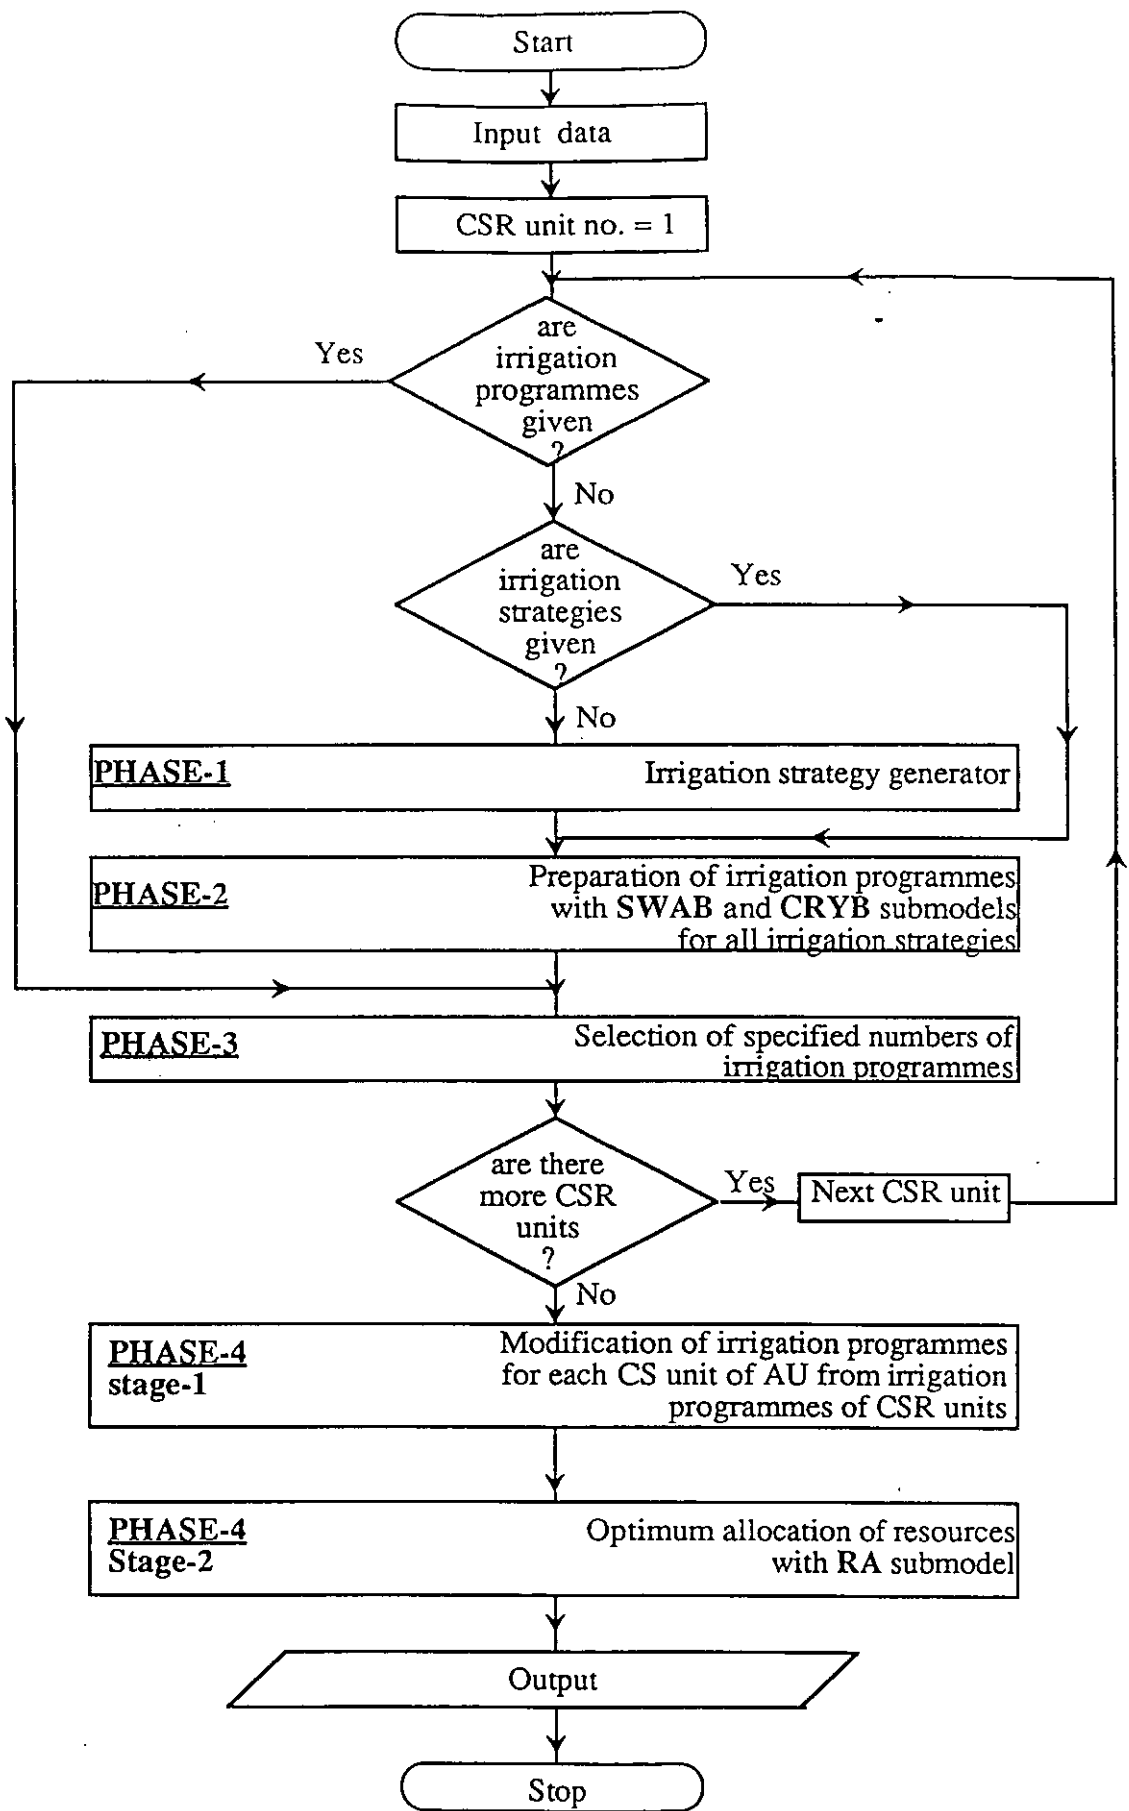 Start
Input data
CSR unit no. = 1
are
irrigation
programmes
given
?
Yes
No
are
irrigation
strategies
given
?
Yes
No
PHASE-1
Irrigation strategy generator
PHASE-2
Preparation of irrigation programmes
with SWAB and CRYB submodels
for all irrigation strategies
PHASE-3
Selection of specified numbers of
irrigation programmes
are there
more CSR
units
?
Yes
Next CSR unit
No
PHASE-4
stage-1
Modification of irrigation programmes
for each CS unit of AU from irrigation
programmes of CSR units
PHASE-4
Stage-2
Optimum allocation of resources
with RA submodel
Output
Stop